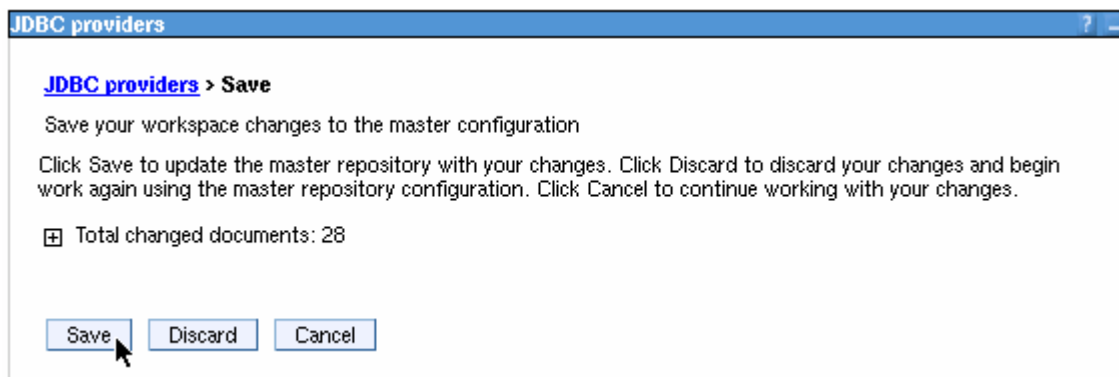 JDBC providers ? _
JDBC providers > Save
Save your workspace changes to the master configuration
Click Save to update the master repository with your changes. Click Discard to discard your changes and begin
work again using the master repository configuration. Click Cancel to continue working with your changes.
+ Total changed documents: 28
Save Discard Cancel